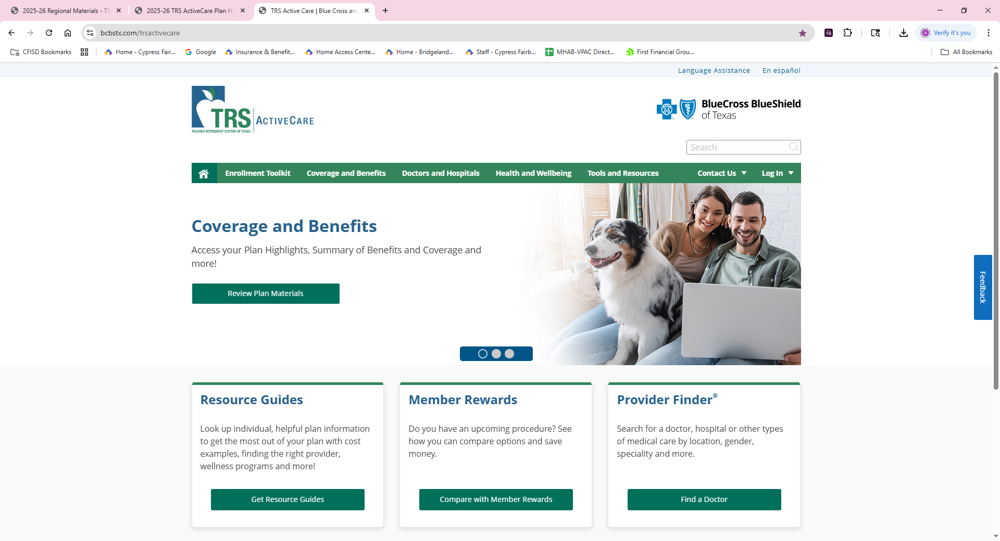 2025-26 Regional Materials - TR
2025-26 TRS ActiveCare Plan Hi
TRS Active Care | Blue Cross and
bcbstx.com/trsactivecare
Verify it's you
CFISD Bookmarks
Home - Cypress Fair...
Google
Insurance & Benefit...
Home Access Cente...
Home - Bridgeland...
Staff - Cypress Fairb...
MHAB-VPAC Direct...
First Financial Grou...
All Bookmarks
Language Assistance
En español
TRS
ACTIVECARE
TEACHER RETIREMENT SYSTEM OF TEXAS
BlueCross BlueShield
of Texas
Search
Enrollment Toolkit
Coverage and Benefits
Doctors and Hospitals
Health and Wellbeing
Tools and Resources
Contact Us
Log In
Coverage and Benefits
Access your Plan Highlights, Summary of Benefits and Coverage and
more!
Review Plan Materials
Feedback
Resource Guides
Look up individual, helpful plan information
to get the most out of your plan with cost
examples, finding the right provider,
wellness programs and more!
Get Resource Guides
Member Rewards
Do you have an upcoming procedure? See
how you can compare options and save
money.
Compare with Member Rewards
Provider Finder®
Search for a doctor, hospital or other types
of medical care by location, gender,
speciality and more.
Find a Doctor